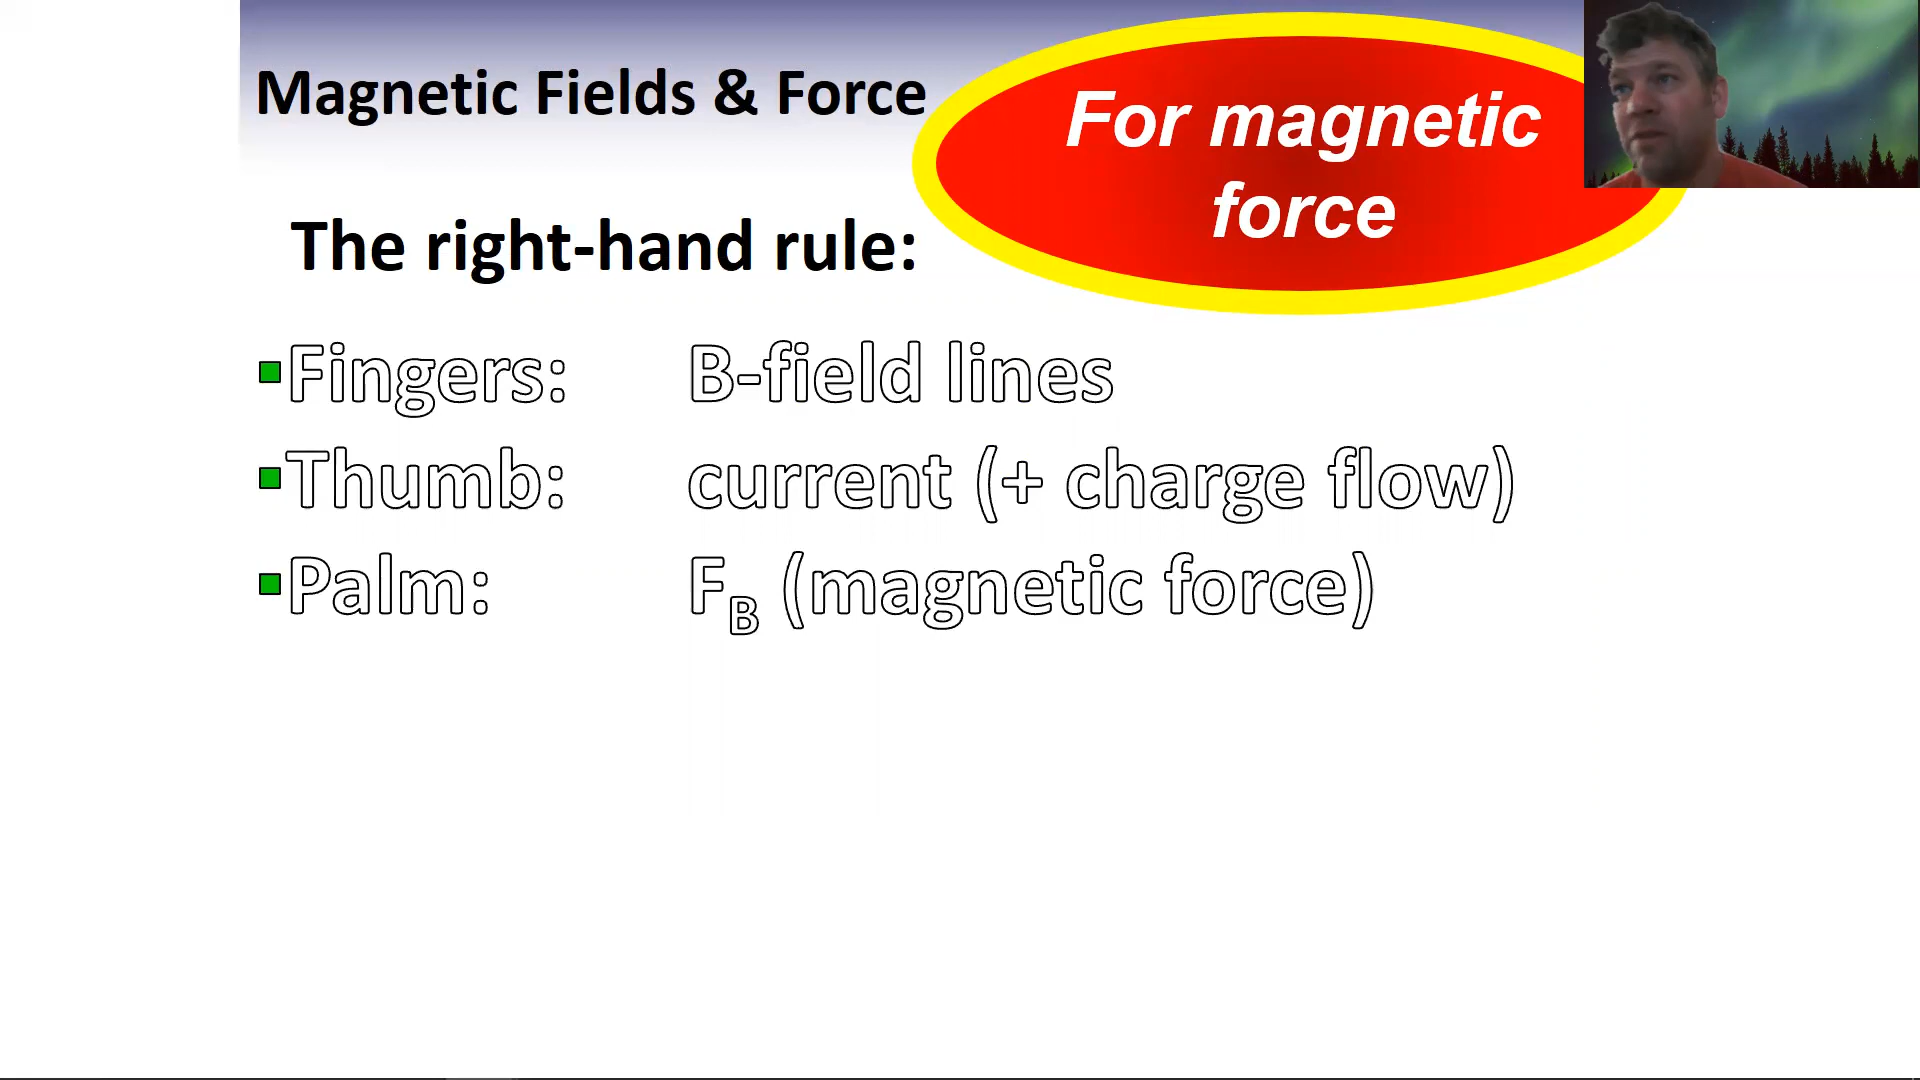 Magnetic Fields & Force
For magnetic
force
The right-hand rule:
▪Fingers: B-field lines
▪Thumb: current (+ charge flow)
▪Palm: F_B (magnetic force)